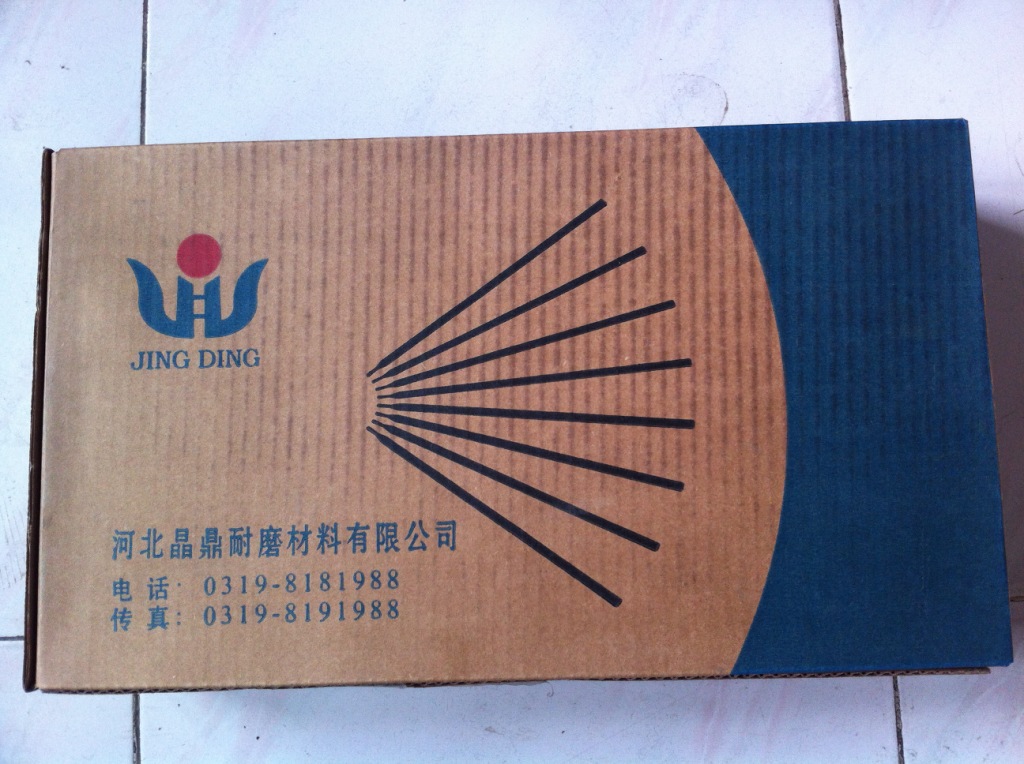 JING DING
河北晶鼎耐磨材料有限公司
电 话: 0319-8181988
传 真: 0319-8191988